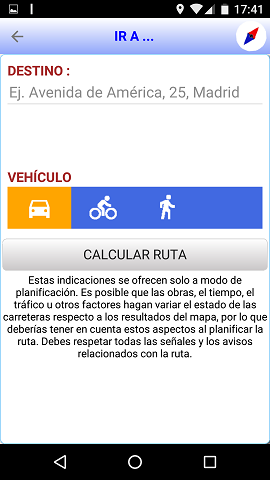 17:41
IR A ...
DESTINO :
Ej. Avenida de América, 25, Madrid
VEHÍCULO
CALCULAR RUTA
Estas indicaciones se ofrecen solo a modo de
planificación. Es posible que las obras, el tiempo, el
tráfico u otros factores hagan variar el estado de las
carreteras respecto a los resultados del mapa, por lo que
deberías tener en cuenta estos aspectos al planificar la
ruta. Debes respetar todas las señales y los avisos
relacionados con la ruta.